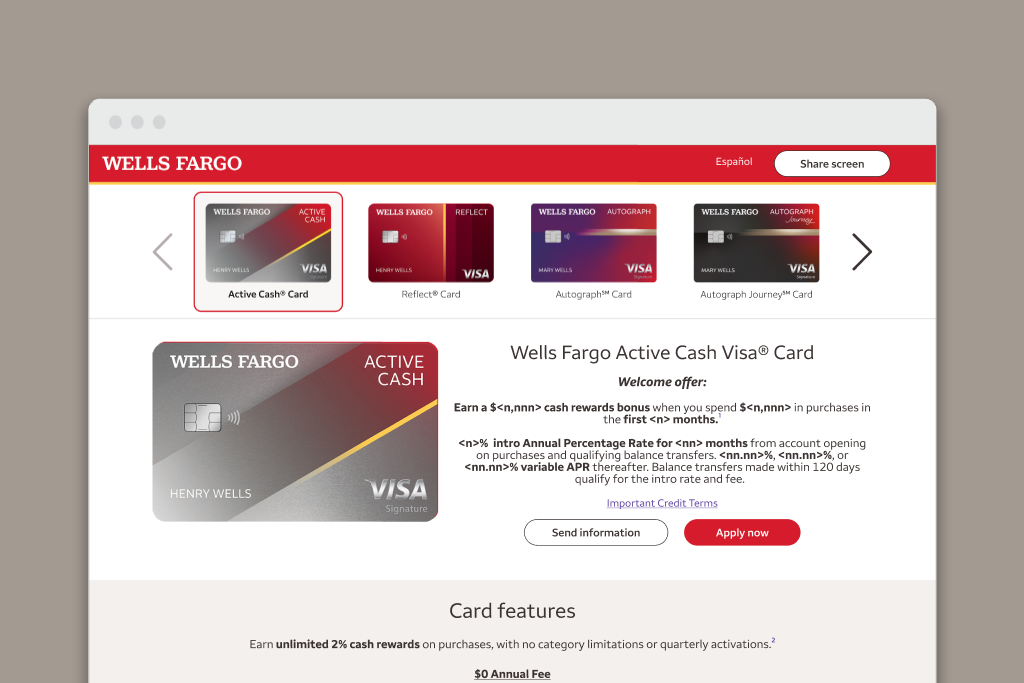 WELLS FARGO
Español
Share screen
WELLS FARGO ACTIVE CASH
HENRY WELLS
VISA
Signature
Active Cash® Card
WELLS FARGO REFLECT
HENRY WELLS
VISA
Reflect® Card
WELLS FARGO AUTOGRAPH
MARY WELLS
VISA
Signature
Autograph℠ Card
WELLS FARGO AUTOGRAPH
Journey℠
MARY WELLS
VISA
Signature
Autograph Journey℠ Card
WELLS FARGO
ACTIVE
CASH
HENRY WELLS
VISA
Signature
Wells Fargo Active Cash Visa® Card
Welcome offer:
Earn a $<n,nnn> cash rewards bonus when you spend $<n,nnn> in purchases in
the first <n> months.¹
<n>% intro Annual Percentage Rate for <nn> months from account opening
on purchases and qualifying balance transfers. <nn.nn>%, <nn.nn>%, or
<nn.nn>% variable APR thereafter. Balance transfers made within 120 days
qualify for the intro rate and fee.
Important Credit Terms
Send information
Apply now
Card features
Earn unlimited 2% cash rewards on purchases, with no category limitations or quarterly activations.²
$0 Annual Fee